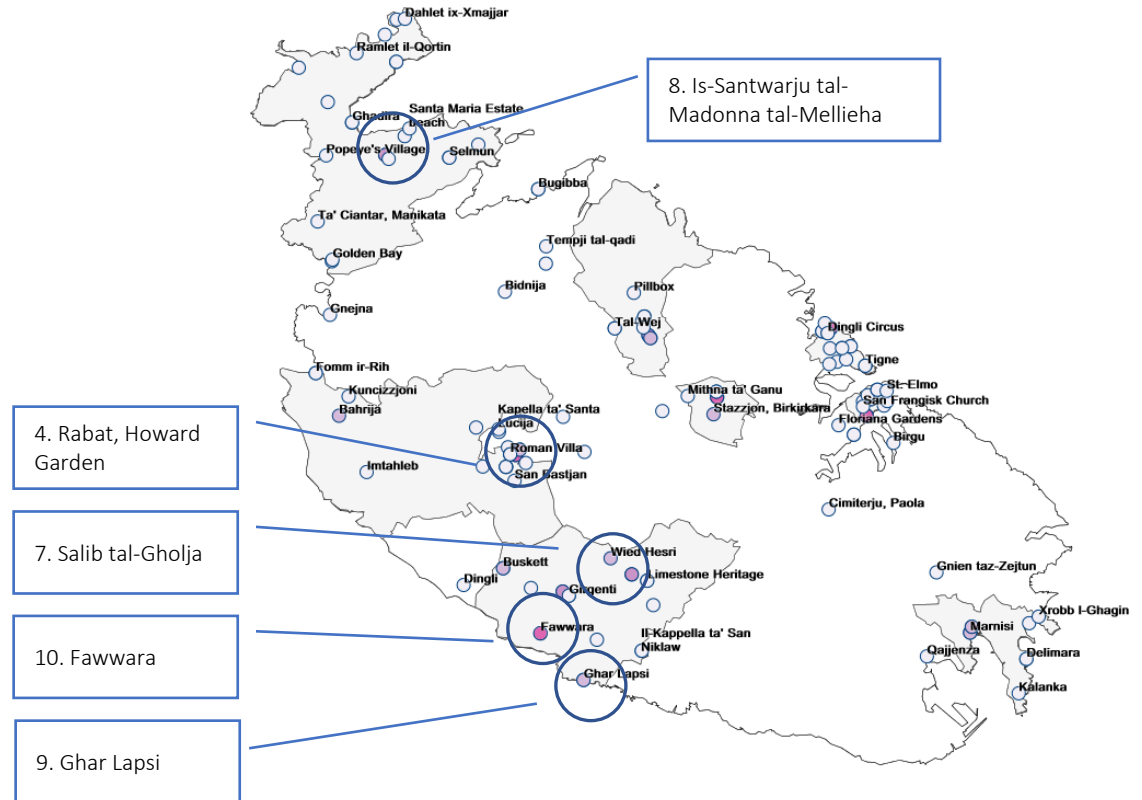 Dahlet ix-Xmajjar
Ramlet il-Qortin
8. Is-Santwarju tal-
Madonna tal-Mellieha
Santa Maria Estate
beach
Ghadira
Popeye's Village
Selmun
Bugibba
Ta' Ciantar, Manikata
Tempji tal-qadi
Golden Bay
Bidnija
Pillbox
Gnejna
Tal-Wej
Dingli Circus
Tigne
Fomm ir-Rih
Kuncizzjoni
Mithna ta' Ganu
St. Elmo
San Frangisk Church
Bahrija
Kapella ta' Santa
Lucija
Stazzjon, Birkirkara
Floriana Gardens
Birgu
4. Rabat, Howard
Garden
Roman Villa
Imtahleb
San Bastjan
Cimiterju, Paola
7. Salib tal-Gholja
Wied Hesri
Buskett
Limestone Heritage
Dingli
Girgenti
Gnien taz-Zejtun
Xrobb l-Ghagin
Fawwara
Marnisi
10. Fawwara
Il-Kappella ta' San
Niklaw
Qajjenza
Delimara
Ghar Lapsi
Kalanka
9. Ghar Lapsi